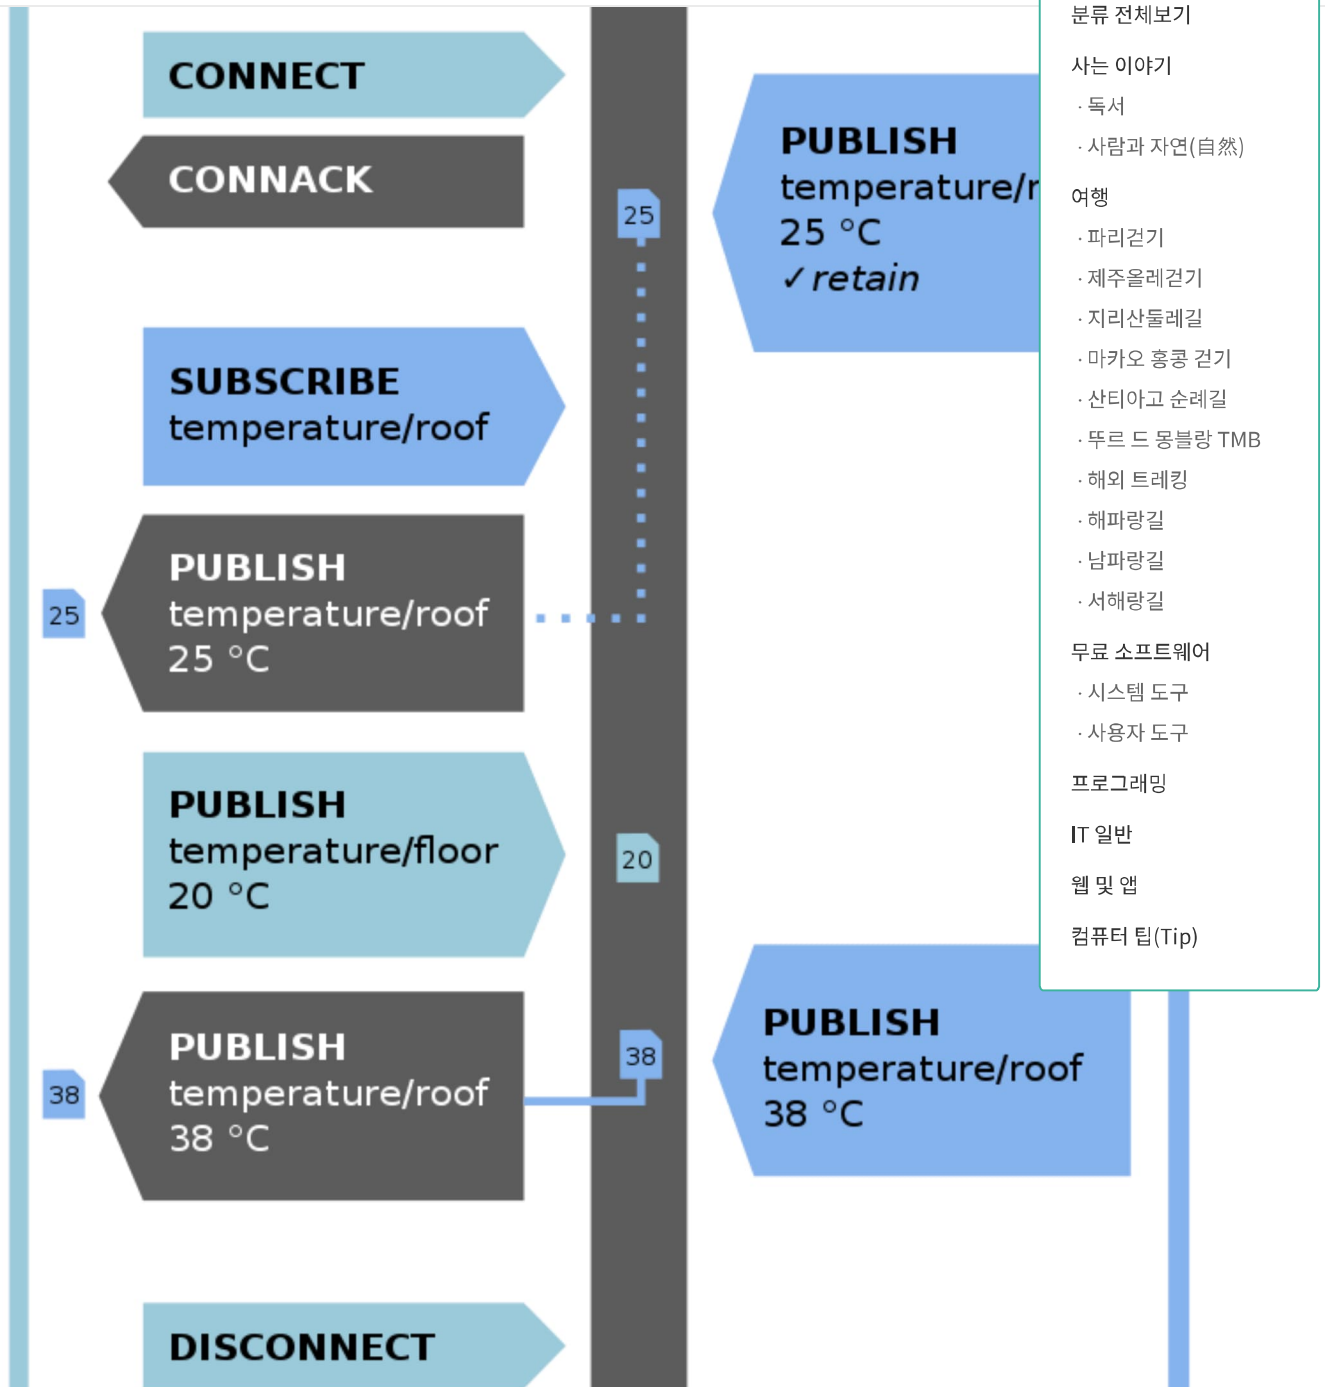 CONNECT
CONNACK
25
PUBLISH
temperature/r
25 °C
✓retain
SUBSCRIBE
temperature/roof
25
PUBLISH
temperature/roof
25 °C
PUBLISH
temperature/floor
20 °C
20
38
PUBLISH
temperature/roof
38 °C
38
PUBLISH
temperature/roof
38 °C
DISCONNECT
분류 전체보기
사는 이야기
· 독서
· 사람과 자연(自然)
여행
· 파리걷기
· 제주올레걷기
· 지리산둘레길
· 마카오 홍콩 걷기
· 산티아고 순례길
· 뚜르 드 몽블랑 TMB
· 해외 트레킹
· 해파랑길
· 남파랑길
· 서해랑길
무료 소프트웨어
· 시스템 도구
· 사용자 도구
프로그래밍
IT 일반
웹 및 앱
컴퓨터 팁(Tip)